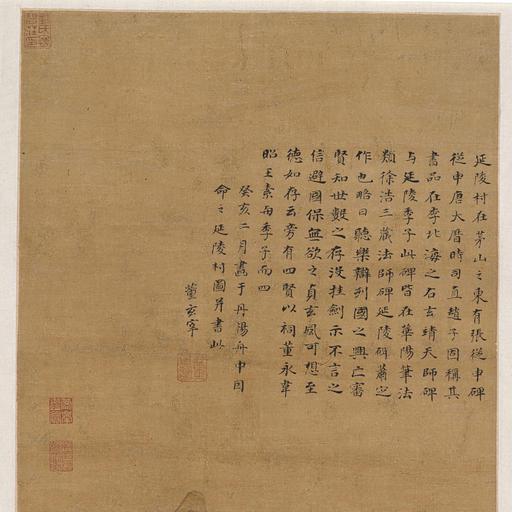 延陵村在茅山之東有張從申碑
從申唐大曆時司直趙子固稱其
書品在李北海之右玄靖天師碑
与延陵季子此碑皆在華陽筆法
類徐浩三藏法師碑延陵碑蕭定
作也略曰聽樂辯列國之興亡審
賢知世數之存沒挂劍示不言之
信避國保無欲之貞玄風可想至
德如存云旁有四賢以祠董永韋
昭王素與季子而四
癸亥二月畫于丹陽舟中因
命之延陵村圖并書此
董玄宰